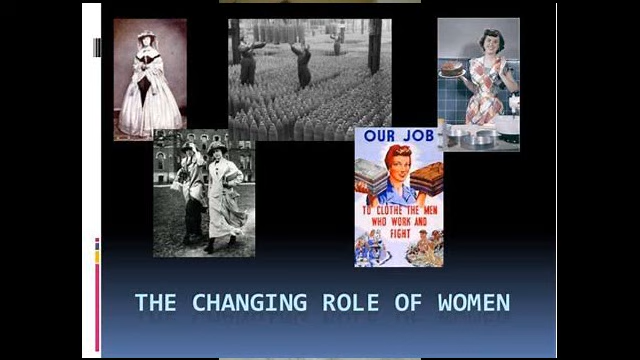 OUR JOB
TO CLOTHE THE MEN
WHO WORK AND
FIGHT
THE CHANGING ROLE OF WOMEN